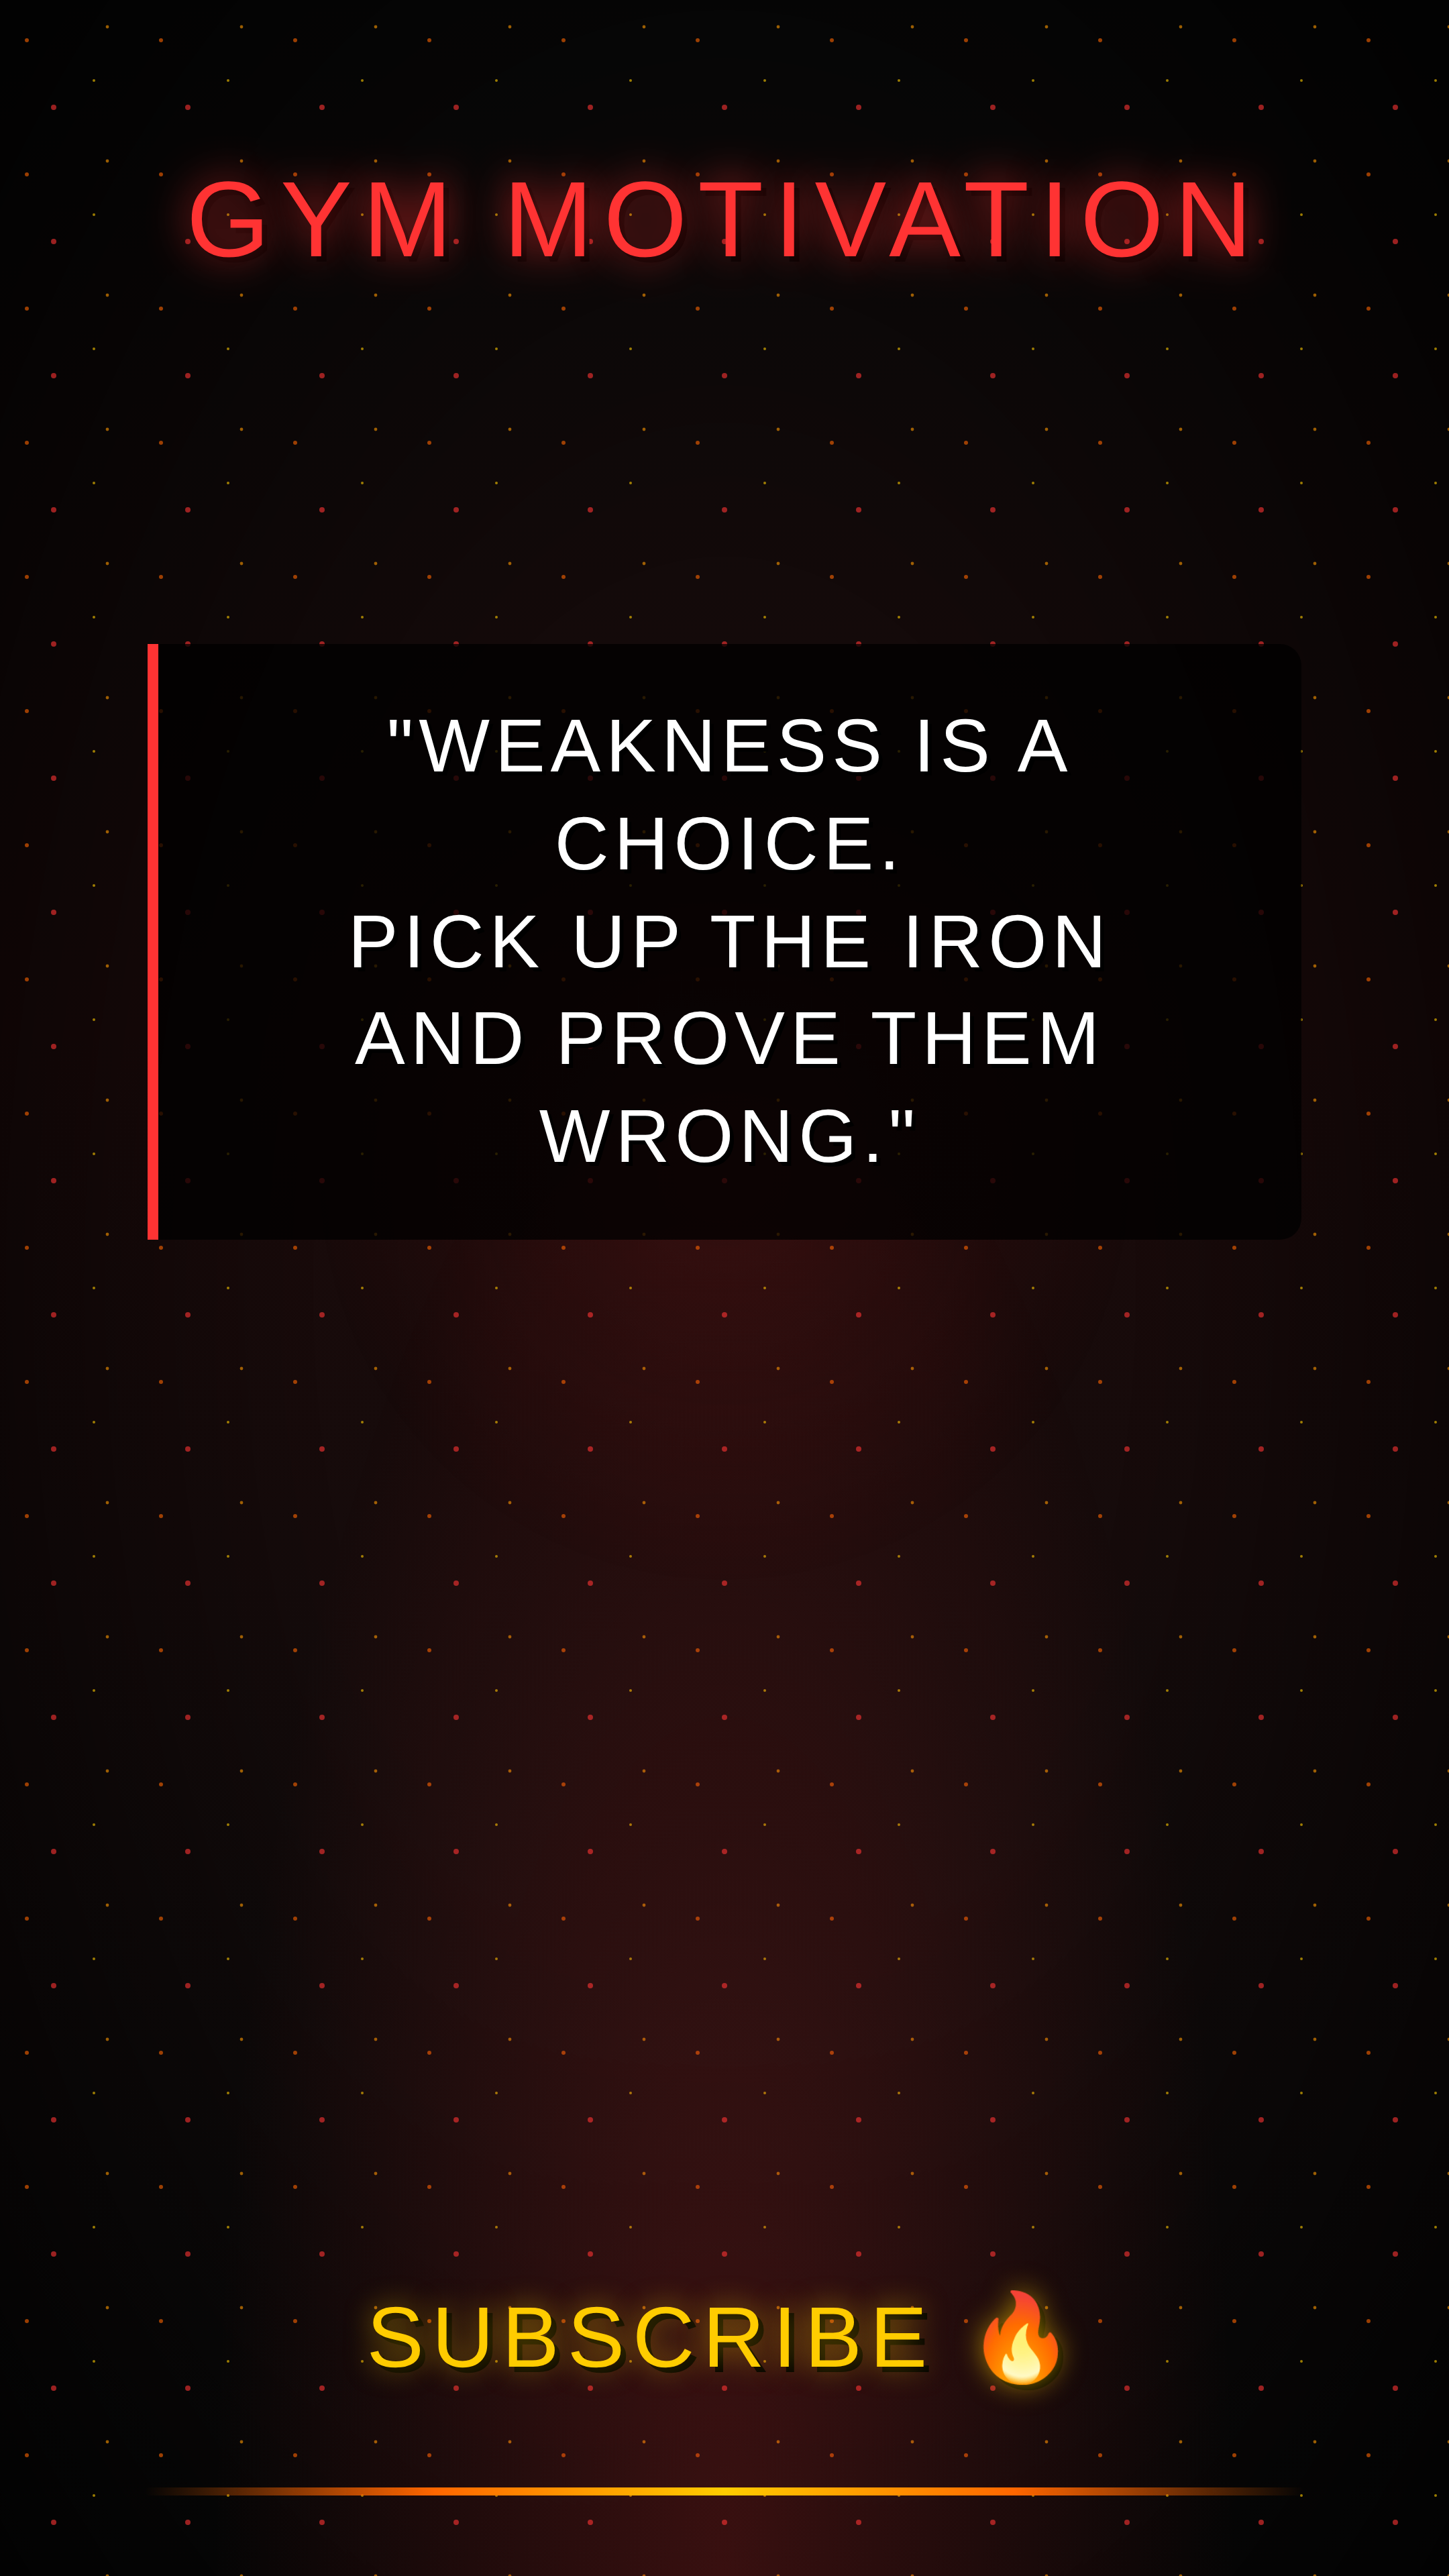 GYM MOTIVATION
"WEAKNESS IS A
CHOICE.
PICK UP THE IRON
AND PROVE THEM
WRONG."
SUBSCRIBE 🔥